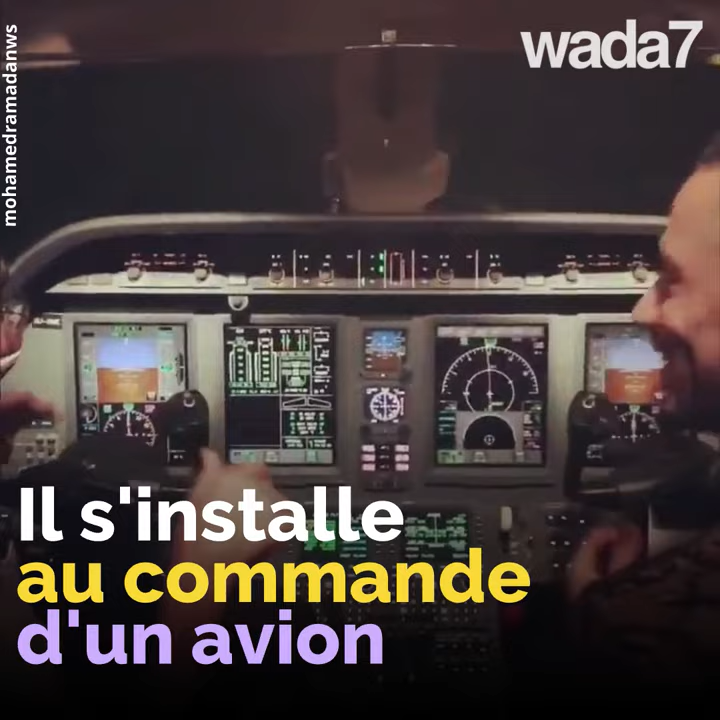 wada7
mohamedramadanws
Il s'installe
au commande
d'un avion